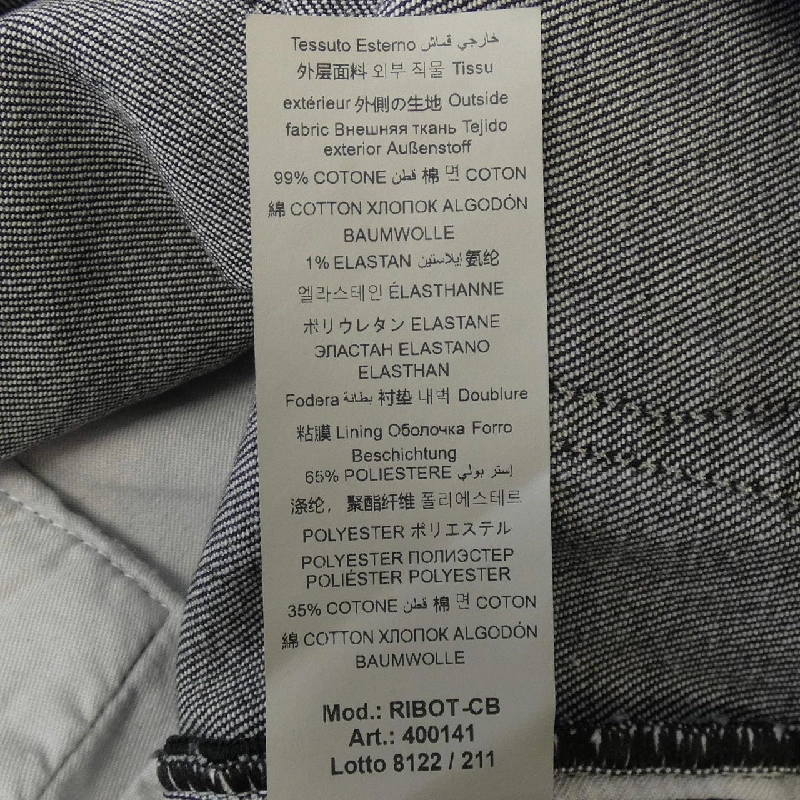 Tessuto Esterno خارجي قماش
外层面料 외부 직물 Tissu
extérieur 外側の生地 Outside
fabric Внешняя ткань Tejido
exterior Außenstoff
99% COTONE قطن 棉 면 COTON
綿 COTTON ХЛОПОК ALGODÓN
BAUMWOLLE
1% ELASTAN إيلاستين 氨纶
엘라스테인 ÉLASTHANNE
ポリウレタン ELASTANE
ЭЛАСТАН ELASTANO
ELASTHAN
Fodera بطانة 衬垫 내벽 Doublure
粘膜 Lining Оболочка Forro
Beschichtung
65% POLIESTERE إستر بولي
涤纶，聚酯纤维 폴리에스테르
POLYESTER ポリエステル
POLYESTER ПОЛИЭСТЕР
POLIÉSTER POLYESTER
35% COTONE قطن 棉 면 COTON
綿 COTTON ХЛОПОК ALGODÓN
BAUMWOLLE
Mod.: RIBOT-CB
Art.: 400141
Lotto 8122 / 211